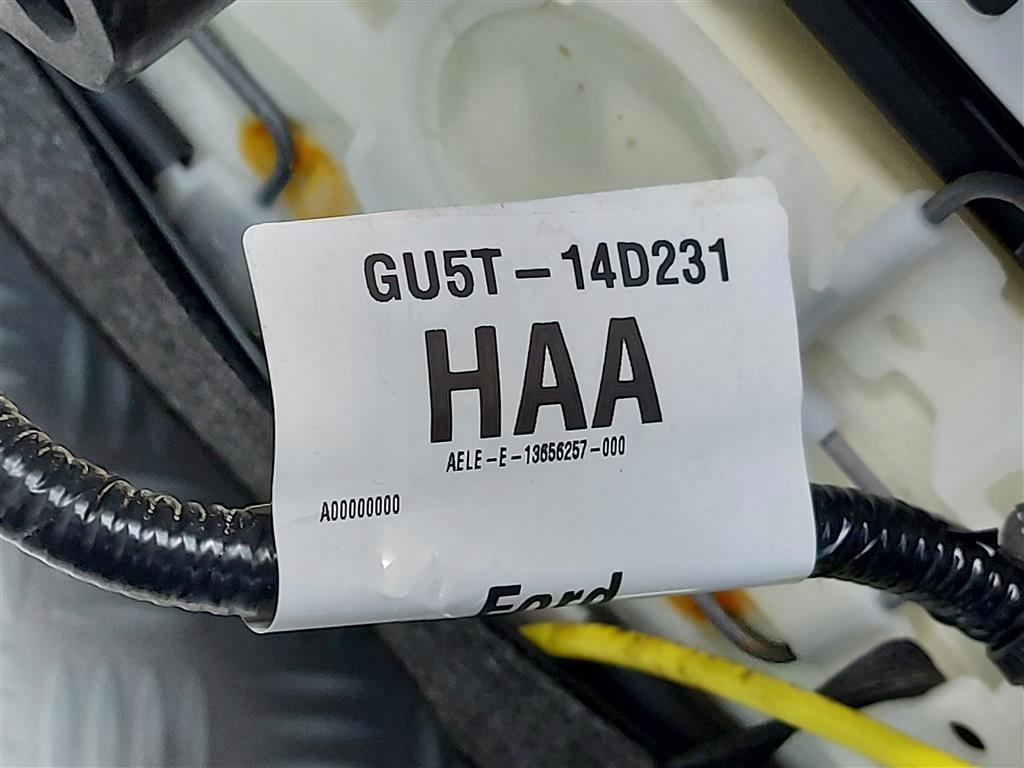 GU5T-14D231
HAA
AELE-E-13656257-000
A00000000
Ford